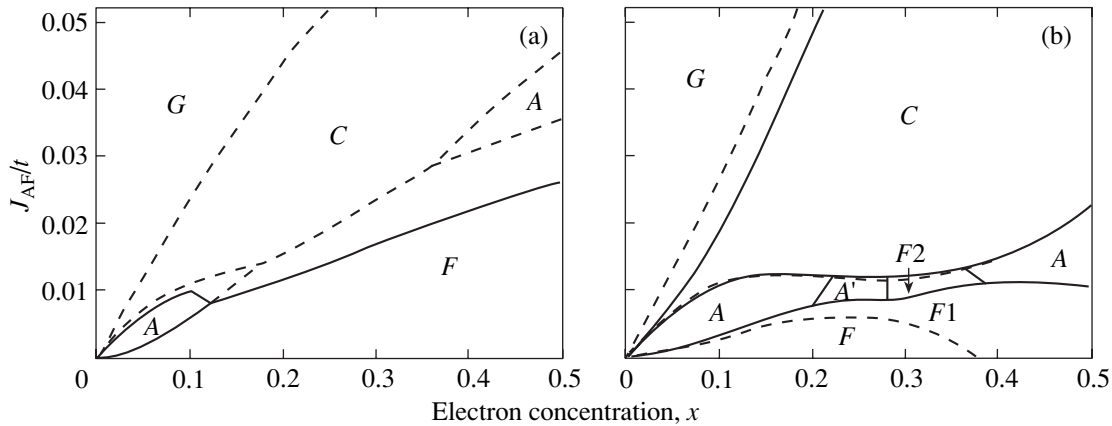 (a)
(b)
J_AF/t
0.05
0.04
0.03
0.02
0.01
0
0.1
0.2
0.3
0.4
0.5
G
C
A
F
A
0
0.1
0.2
0.3
0.4
0.5
G
C
F2
A
A'
A
F1
F
Electron concentration, x